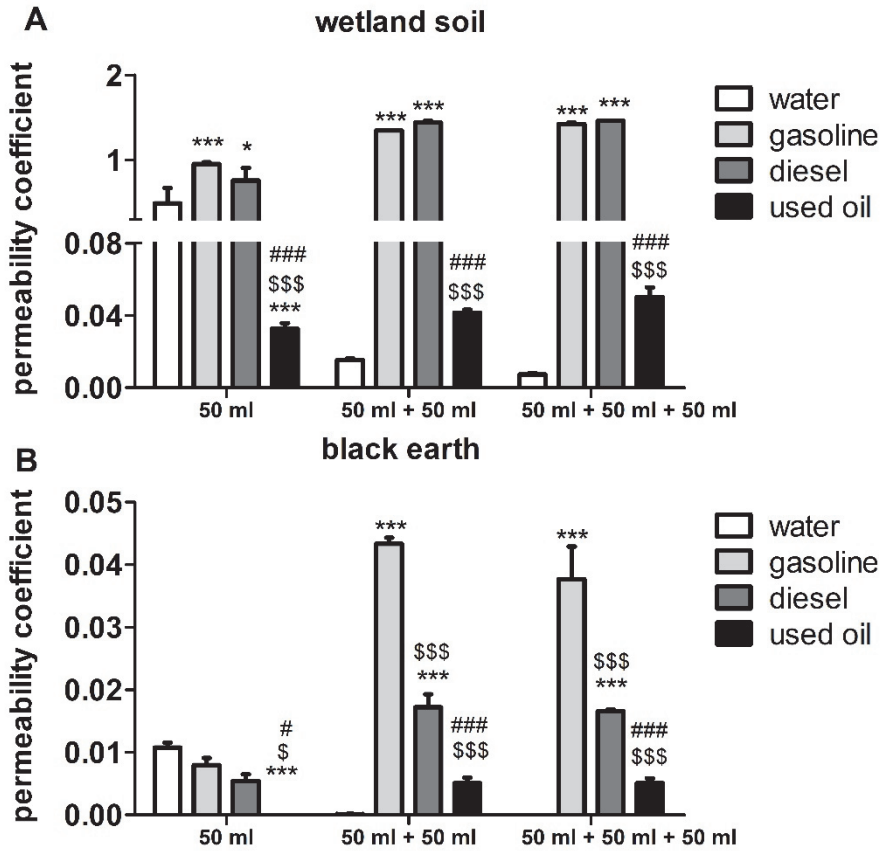 A
wetland soil
permeability coefficient
2
1
0.08
0.04
0.00
*** *
###
$$$
***
*** ***
###
$$$
*** ***
###
$$$
50 ml
50 ml + 50 ml
50 ml + 50 ml + 50 ml
water
gasoline
diesel
used oil
B
black earth
permeability coefficient
0.05
0.04
0.03
0.02
0.01
0.00
#
$
***
***
$$$
***
###
$$$
***
$$$
***
###
$$$
50 ml
50 ml + 50 ml
50 ml + 50 ml + 50 ml
water
gasoline
diesel
used oil